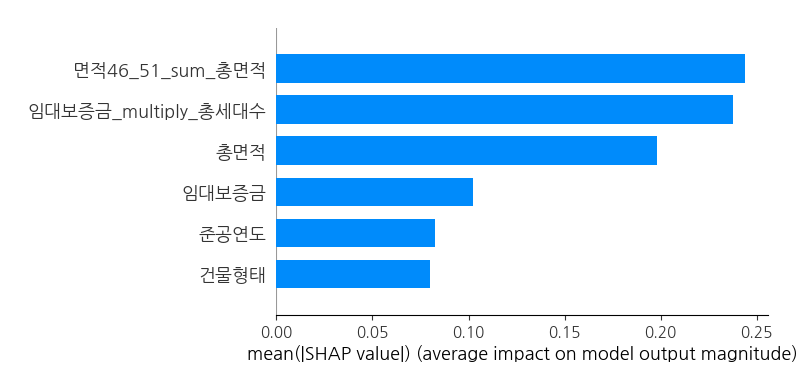 면적46_51_sum_총면적
임대보증금_multiply_총세대수
총면적
임대보증금
준공연도
건물형태
0.00 0.05 0.10 0.15 0.20 0.25
mean(|SHAP value|) (average impact on model output magnitude)